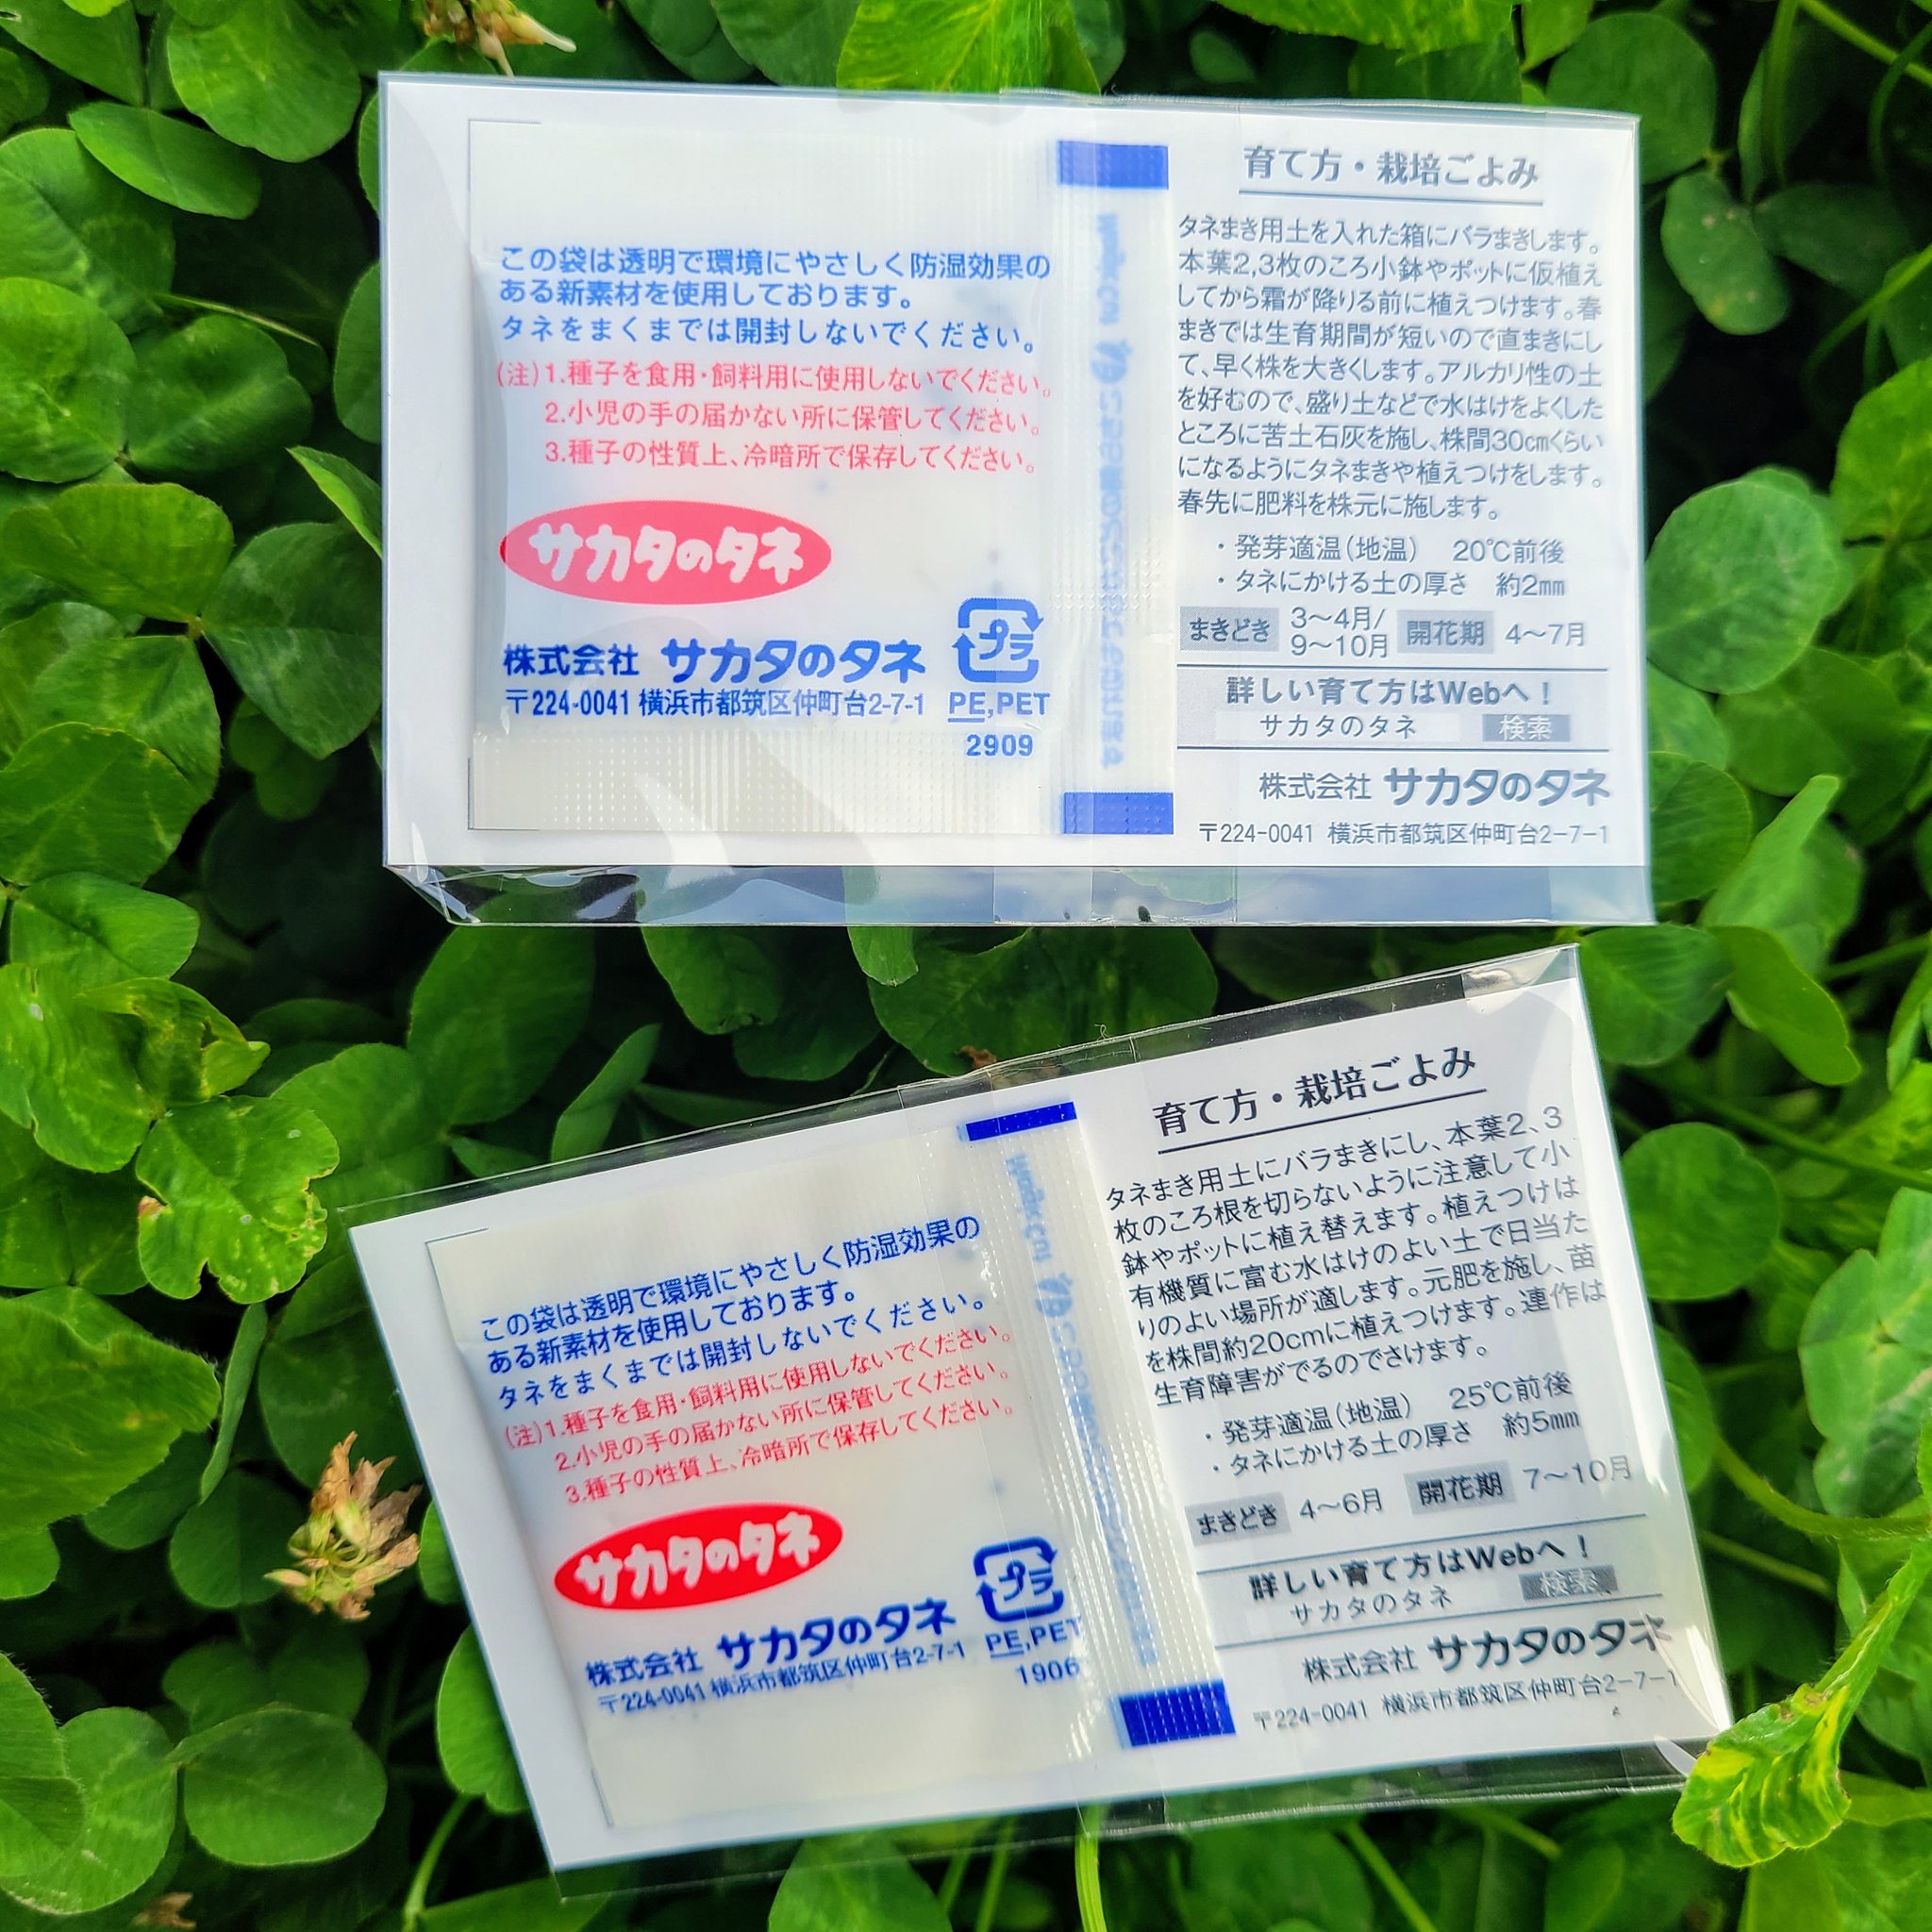 この袋は透明で環境にやさしく防湿効果の
ある新素材を使用しております。
タネをまくまでは開封しないでください。
(注)1.種子を食用・飼料用に使用しないでください。
2.小児の手の届かない所に保管してください。
3.種子の性質上、冷暗所で保存してください。
サカタのタネ
株式会社 サカタのタネ
〒224-0041 横浜市都筑区仲町台2-7-1
プラ
PE,PET
2909
育て方・栽培ごよみ
タネまき用土を入れた箱にバラまきします。
本葉2,3枚のころ小鉢やポットに仮植え
してから霜が降りる前に植えつけます。春
まきでは生育期間が短いので直まきにし
て、早く株を大きくします。アルカリ性の土
を好むので、盛り土などで水はけをよくした
ところに苦土石灰を施し、株間30cmくらい
になるようにタネまきや植えつけをします。
春先に肥料を株元に施します。
・発芽適温(地温) 20℃前後
・タネにかける土の厚さ 約2mm
まきどき 3〜4月/ 9〜10月 開花期 4〜7月
詳しい育て方はWebへ!
サカタのタネ 検索
株式会社 サカタのタネ
〒224-0041 横浜市都筑区仲町台2-7-1
この袋は透明で環境にやさしく防湿効果の
ある新素材を使用しております。
タネをまくまでは開封しないでください。
(注)1.種子を食用・飼料用に使用しないでください。
2.小児の手の届かない所に保管してください。
3.種子の性質上、冷暗所で保存してください。
サカタのタネ
株式会社 サカタのタネ
〒224-0041 横浜市都筑区仲町台2-7-1
プラ
PE,PET
1906
育て方・栽培ごよみ
タネまき用土にバラまきにし、本葉2、3
枚のころ根を切らないように注意して小
鉢やポットに植え替えます。植えつけは
有機質に富む水はけのよい土で日当た
りのよい場所が適します。元肥を施し、苗
を株間約20cmに植えつけます。連作は
生育障害がでるのでさけます。
・発芽適温(地温) 25℃前後
・タネにかける土の厚さ 約5mm
まきどき 4〜6月 開花期 7〜10月
詳しい育て方はWebへ!
サカタのタネ 検索
株式会社 サカタのタネ
〒224-0041 横浜市都筑区仲町台2-7-1